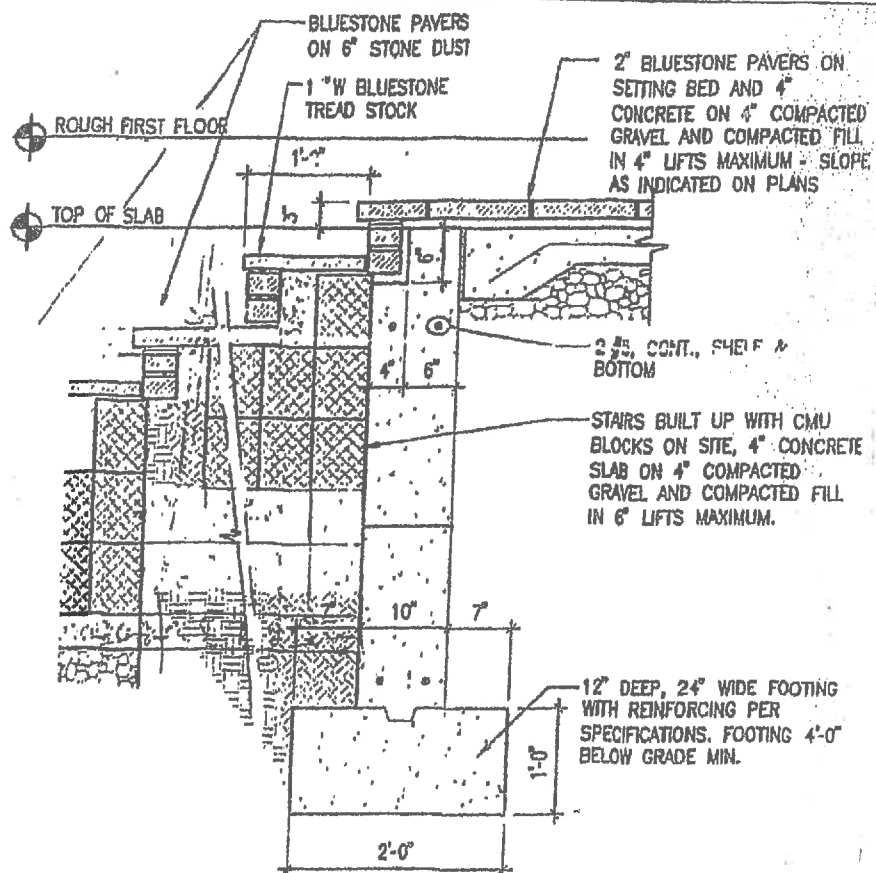 BLUESTONE PAVERS
ON 6" STONE DUST
1 "W BLUESTONE
TREAD STOCK
2" BLUESTONE PAVERS ON
SETTING BED AND 4"
CONCRETE ON 4" COMPACTED
GRAVEL AND COMPACTED FILL
IN 4" LIFTS MAXIMUM - SLOPE
AS INDICATED ON PLANS
ROUGH FIRST FLOOR
TOP OF SLAB
6"
4"
6"
CONT., SHELF &
BOTTOM
STAIRS BUILT UP WITH CMU
BLOCKS ON SITE, 4" CONCRETE
SLAB ON 4" COMPACTED
GRAVEL AND COMPACTED FILL
IN 6" LIFTS MAXIMUM.
7"
10"
7"
12" DEEP, 24" WIDE FOOTING
WITH REINFORCING PER
SPECIFICATIONS. FOOTING 4'-0"
BELOW GRADE MIN.
1'-0"
2'-0"